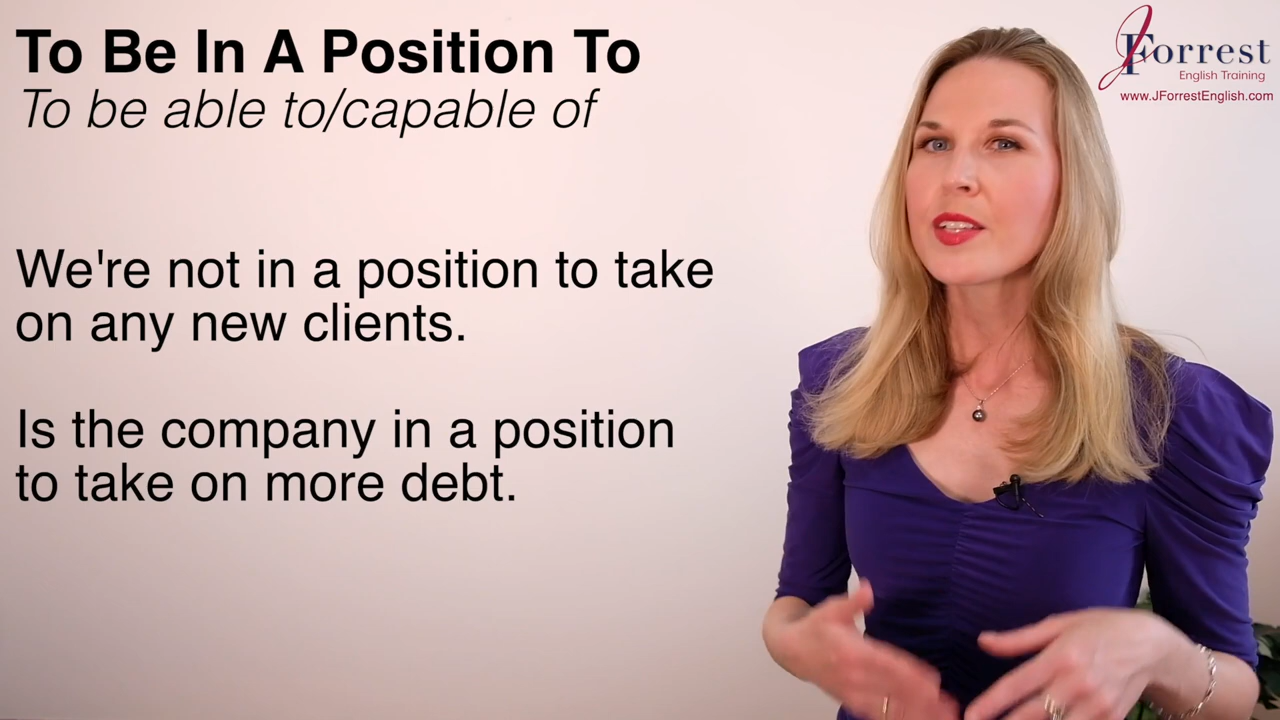 To Be In A Position To
To be able to/capable of
We're not in a position to take
on any new clients.
Is the company in a position
to take on more debt.
JForrest
English Training
www.JForrestEnglish.com